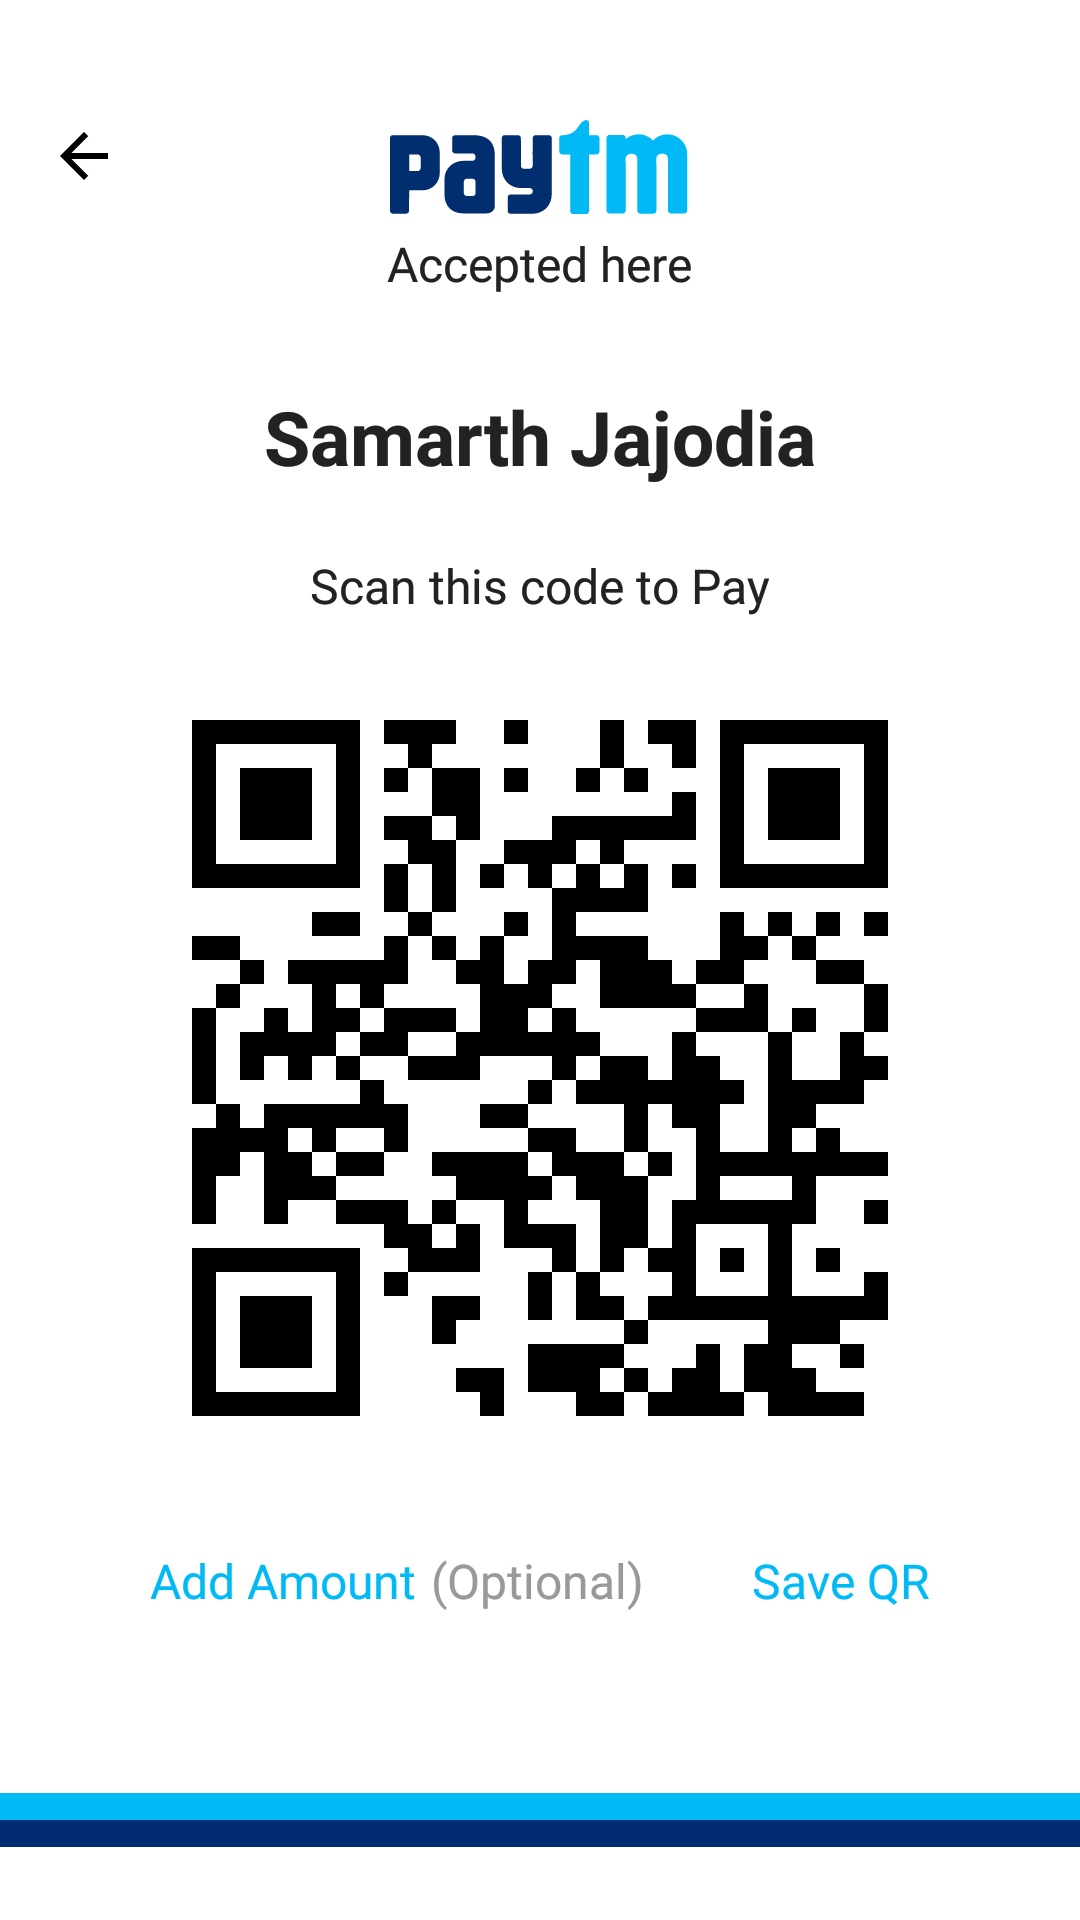 paytm
Accepted here
Samarth Jajodia
Scan this code to Pay
Add Amount (Optional) Save QR